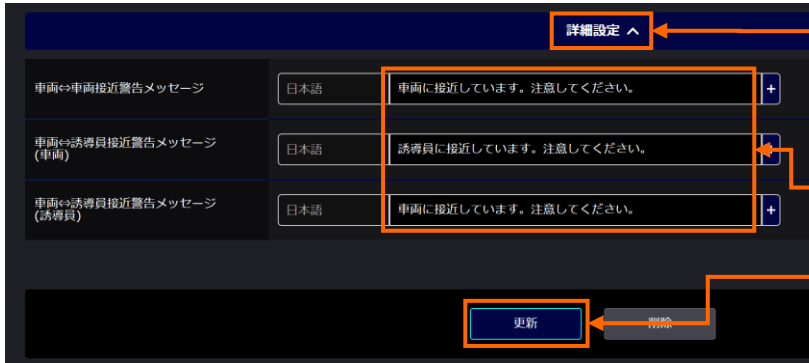 詳細設定 ヘ
車両⇔車両接近警告メッセージ 日本語 車両に接近しています。注意してください。 +
車両⇔誘導員接近警告メッセージ
(車両) 日本語 誘導員に接近しています。注意してください。 +
車両⇔誘導員接近警告メッセージ
(誘導員) 日本語 車両に接近しています。注意してください。 +
更新 削除